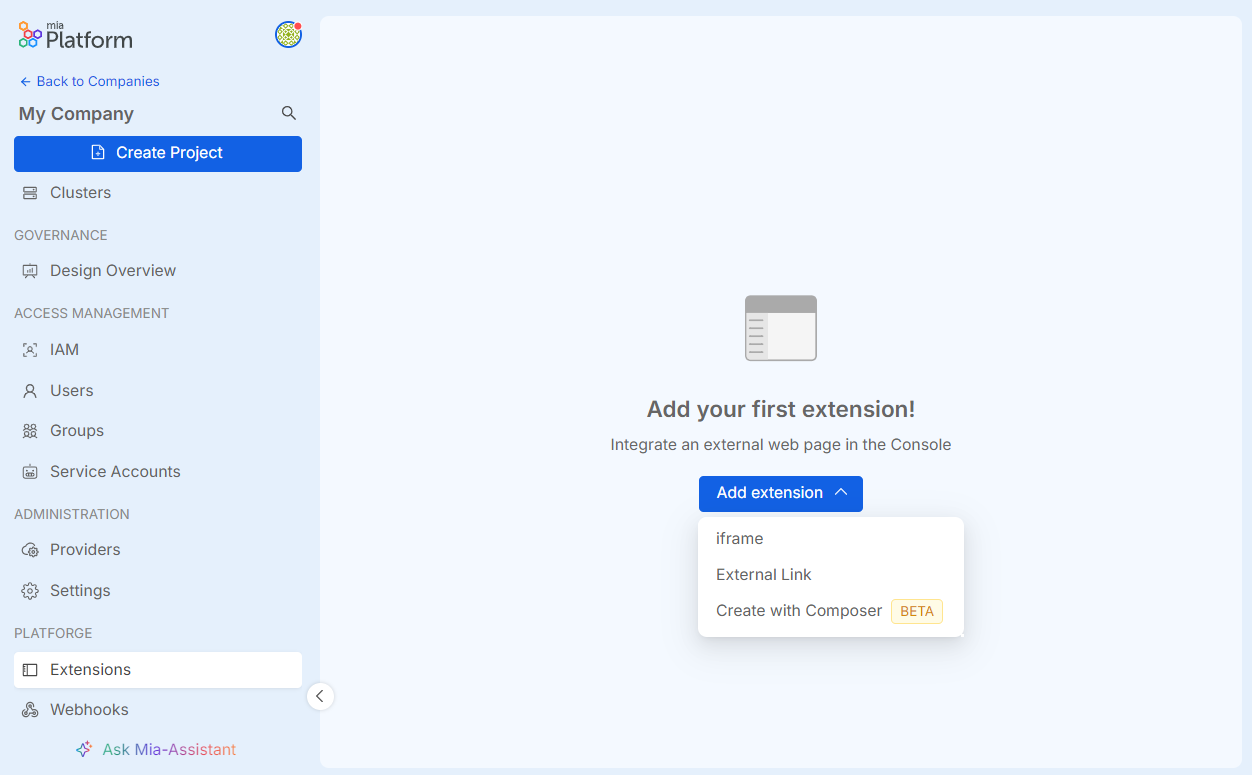 mia
Platform
Back to Companies
My Company
Create Project
Clusters
GOVERNANCE
Design Overview
ACCESS MANAGEMENT
IAM
Users
Groups
Service Accounts
ADMINISTRATION
Providers
Settings
PLATFORGE
Extensions
Webhooks
Ask Mia-Assistant
Add your first extension!
Integrate an external web page in the Console
Add extension
iframe
External Link
Create with Composer BETA